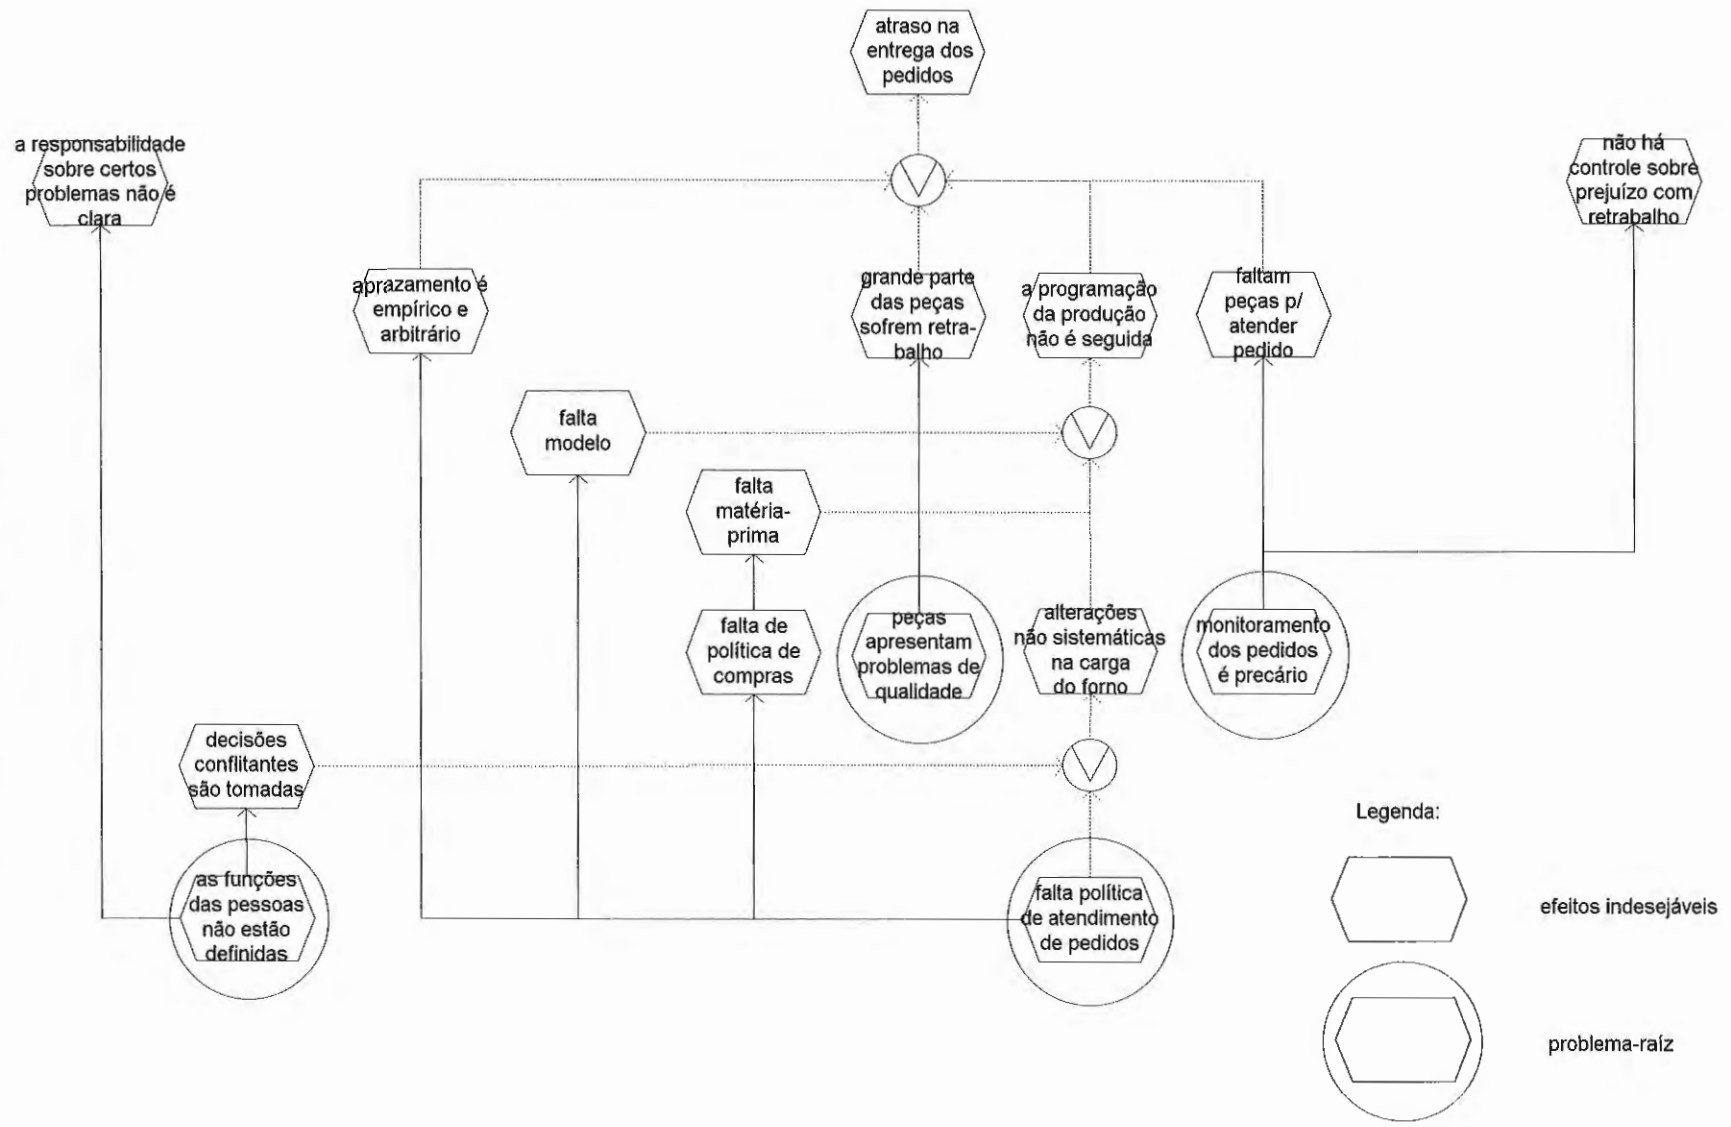 atraso na
entrega dos
pedidos
a responsabilidade
sobre certos
problemas não é
clara
não há
controle sobre
prejuízo com
retrabalho
aprazamento é
empírico e
arbitrário
grande parte
das peças
sofrem retra-
balho
a programação
da produção
não é seguida
faltam
peças p/
atender
pedido
falta
modelo
falta
matéria-
prima
falta de
política de
compras
peças
apresentam
problemas de
qualidade
alterações
não sistemáticas
na carga
do forno
monitoramento
dos pedidos
é precário
decisões
conflitantes
são tomadas
as funções
das pessoas
não estão
definidas
falta política
de atendimento
de pedidos
Legenda:
efeitos indesejáveis
problema-raíz